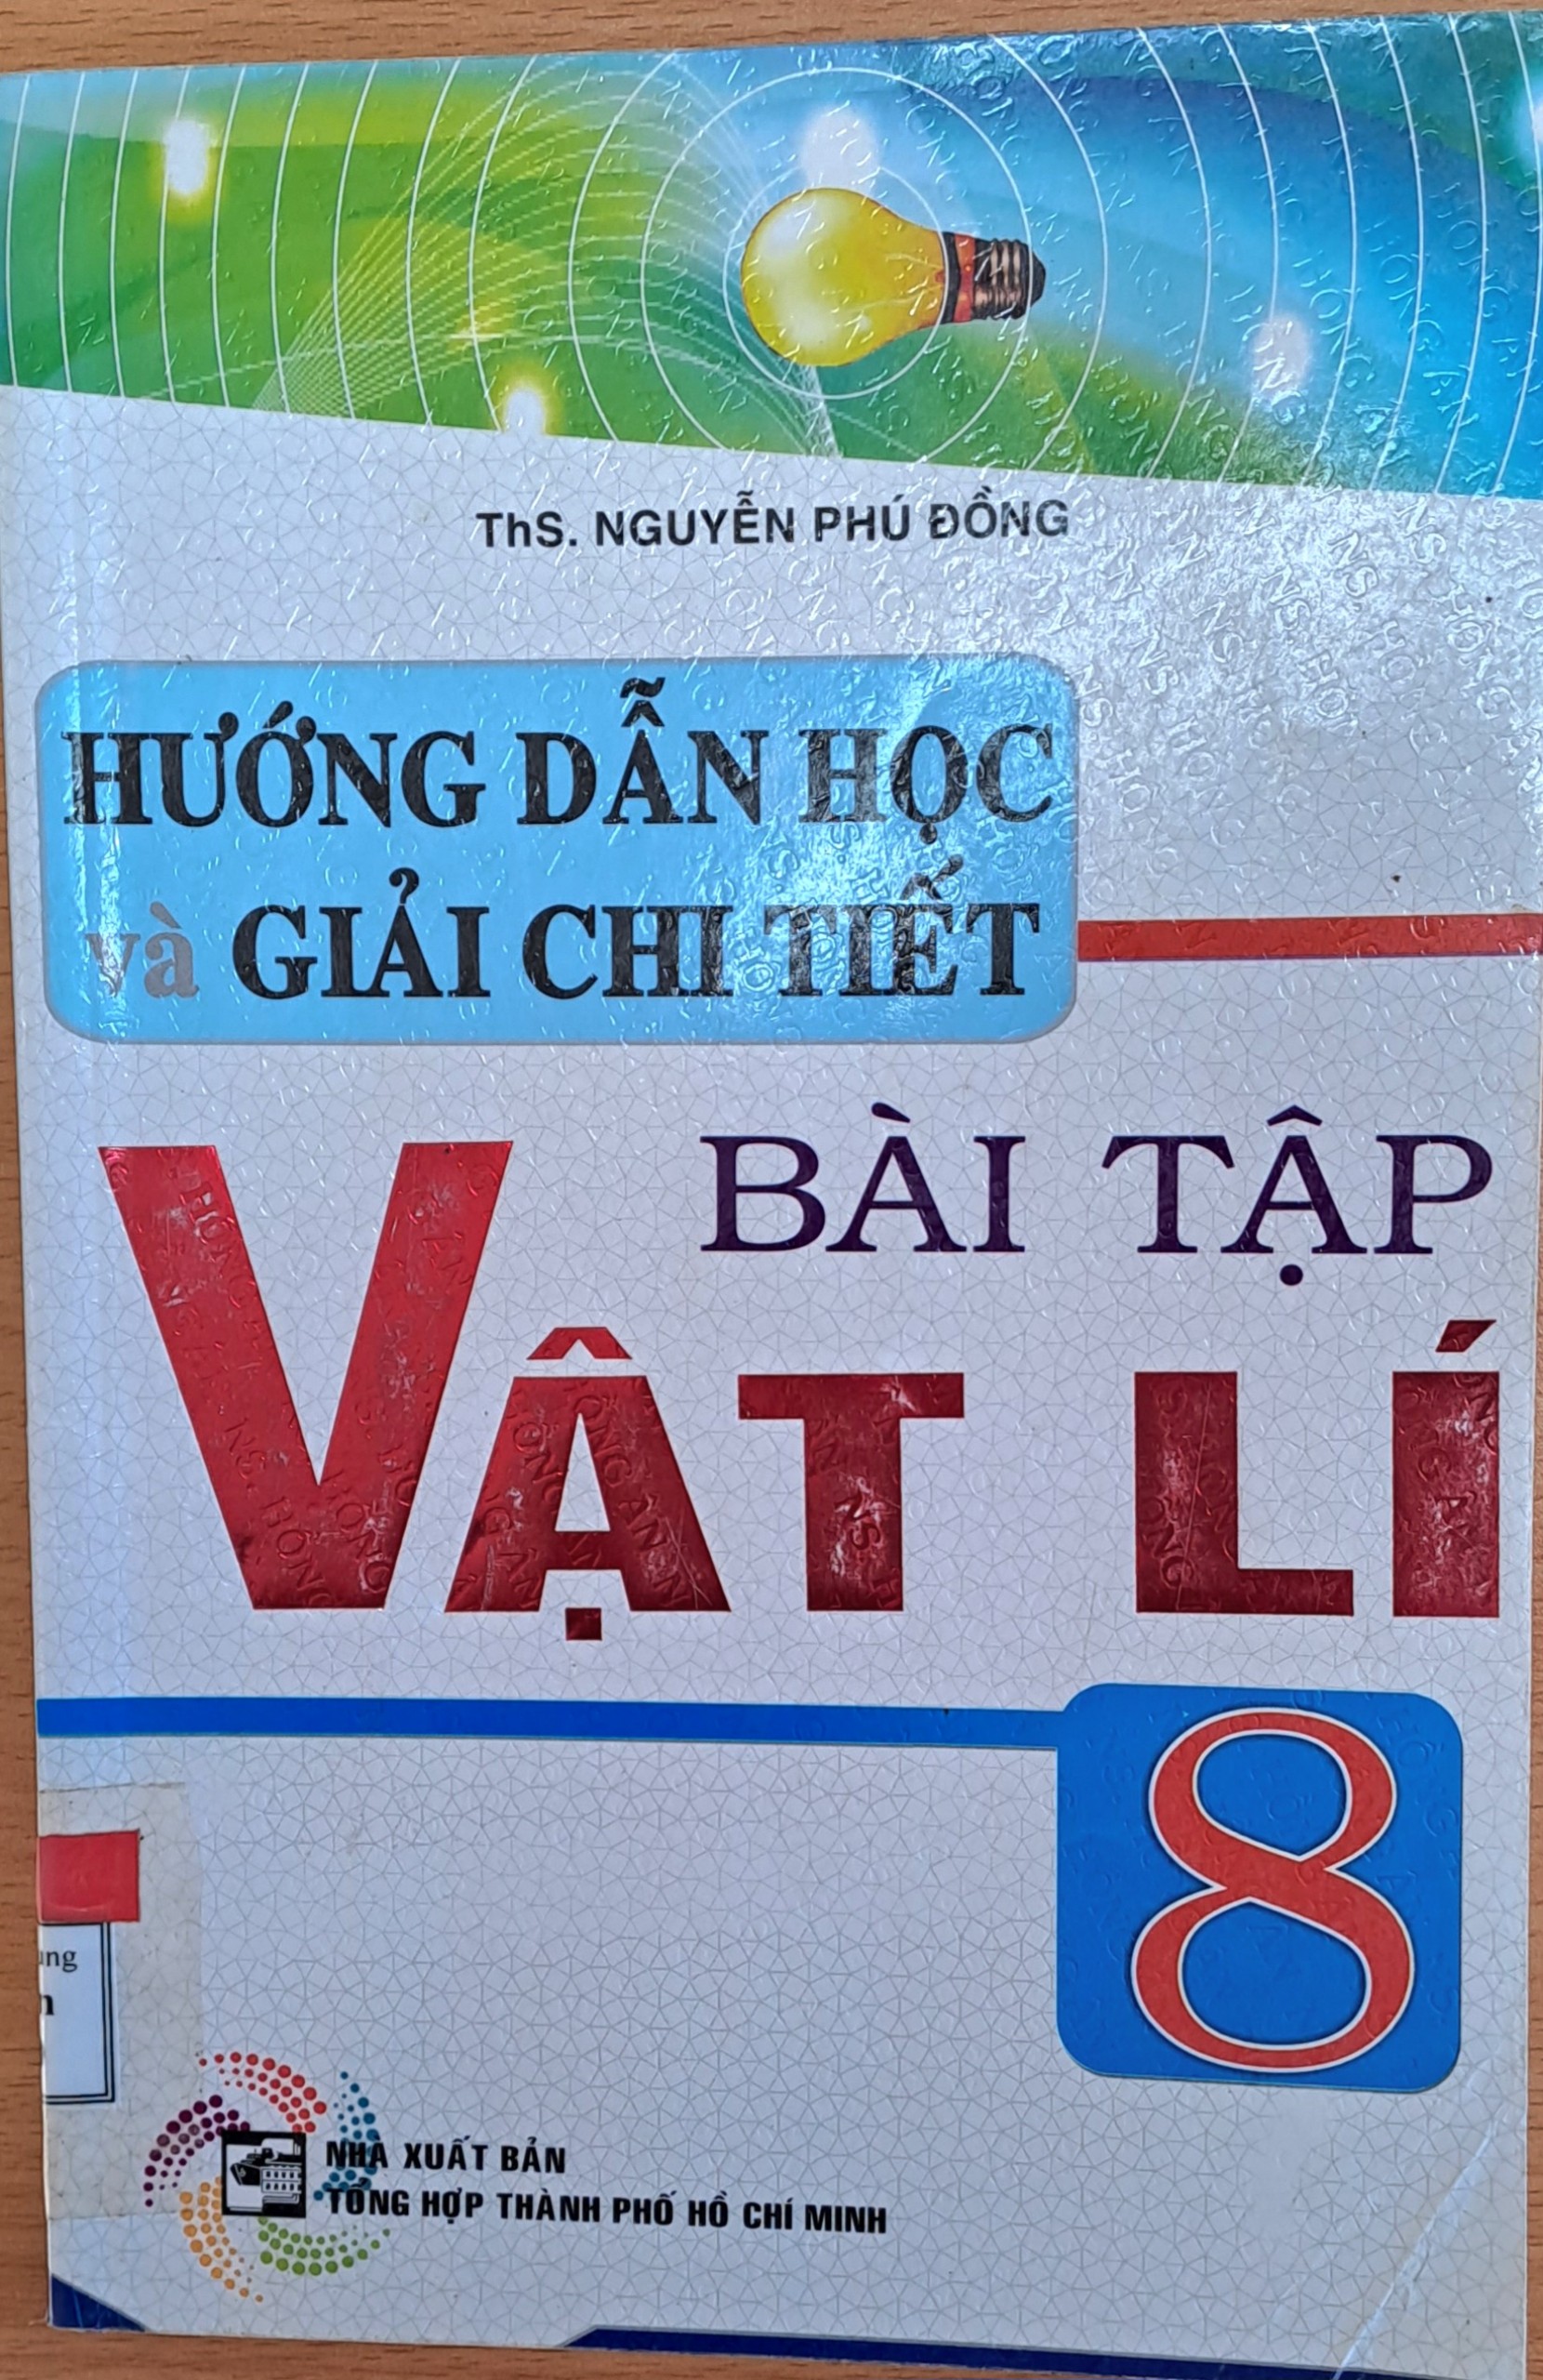 ThS. NGUYỄN PHÚ ĐỒNG
HƯỚNG DẪN HỌC
và GIẢI CHI TIẾT
BÀI TẬP
VẬT LÍ
8
NHÀ XUẤT BẢN
TỔNG HỢP THÀNH PHỐ HỒ CHÍ MINH